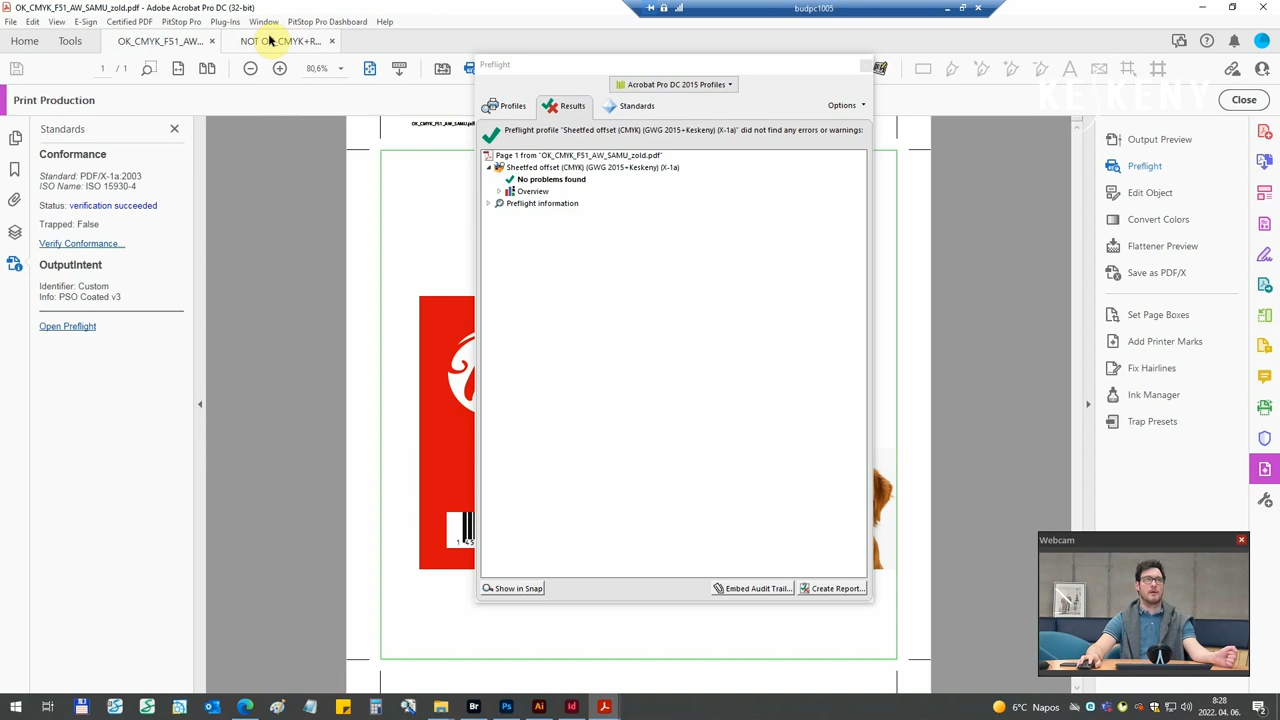 OK_CMYK_F51_AW_SAMU_zold.pdf - Adobe Acrobat Pro DC (32-bit)
budpc1005
File Edit View E-Sign Certified PDF PitStop Pro Plug-Ins Window PitStop Pro Dashboard Help
Home Tools OK_CMYK_F51_AW... NOT OK_CMYK+R...
1 / 1 80,6%
Print Production
Close
KESKENY
OK_CMYK_F51_AW_SAMU.pdf
Standards
Conformance
Standard: PDF/X-1a:2003
ISO Name: ISO 15930-4
Status: verification succeeded
Trapped: False
Verify Conformance...
OutputIntent
Identifier: Custom
Info: PSO Coated v3
Open Preflight
Preflight
Acrobat Pro DC 2015 Profiles
Profiles Results Standards Options
Preflight profile "Sheetfed offset (CMYK) (GWG 2015+Keskeny) (X-1a)" did not find any errors or warnings:
Page 1 from "OK_CMYK_F51_AW_SAMU_zold.pdf"
Sheetfed offset (CMYK) (GWG 2015+Keskeny) (X-1a)
No problems found
Overview
Preflight information
Show in Snap Embed Audit Trail... Create Report...
Output Preview
Preflight
Edit Object
Convert Colors
Flattener Preview
Save as PDF/X
Set Page Boxes
Add Printer Marks
Fix Hairlines
Ink Manager
Trap Presets
Webcam
Br Ps Ai Id
6°C Napos
8:28
2022. 04. 06.